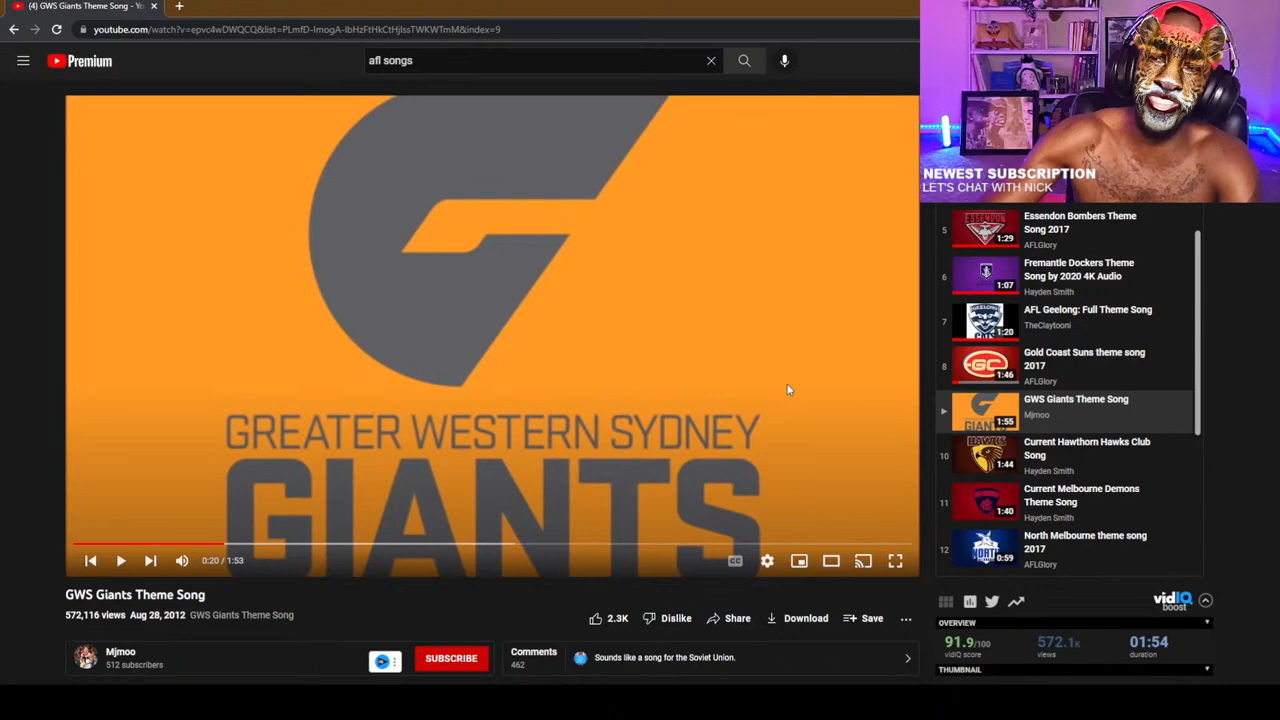 (4) GWS Giants Theme Song - Yo
youtube.com/watch?v=epvc4wDWQCQ&list=PLmfD-ImogA-IbHzFtHkCtHjlssTWKWTmM&index=9
Premium
afl songs
NEWEST SUBSCRIPTION
LET'S CHAT WITH NICK
GREATER WESTERN SYDNEY
GIANTS
0:20 / 1:53
CC
GWS Giants Theme Song
572,116 views Aug 28, 2012 GWS Giants Theme Song
2.3K Dislike Share Download Save
Mjmoo
512 subscribers
SUBSCRIBE
Comments
462
Sounds like a song for the Soviet Union.
5
ESSENDON
1:29
Essendon Bombers Theme
Song 2017
AFLGlory
6
1:07
Fremantle Dockers Theme
Song by 2020 4K Audio
Hayden Smith
7
CATS
1:20
AFL Geelong: Full Theme Song
TheClaytooni
8
GC
1:46
Gold Coast Suns theme song
2017
AFLGlory
GIANTS
1:55
GWS Giants Theme Song
Mjmoo
10
HAWKS
1:44
Current Hawthorn Hawks Club
Song
Hayden Smith
11
1:40
Current Melbourne Demons
Theme Song
Hayden Smith
12
NORTH
0:59
North Melbourne theme song
2017
AFLGlory
vidIQ
boost
OVERVIEW
91.9/100
vidIQ score
572.1k
views
01:54
duration
THUMBNAIL